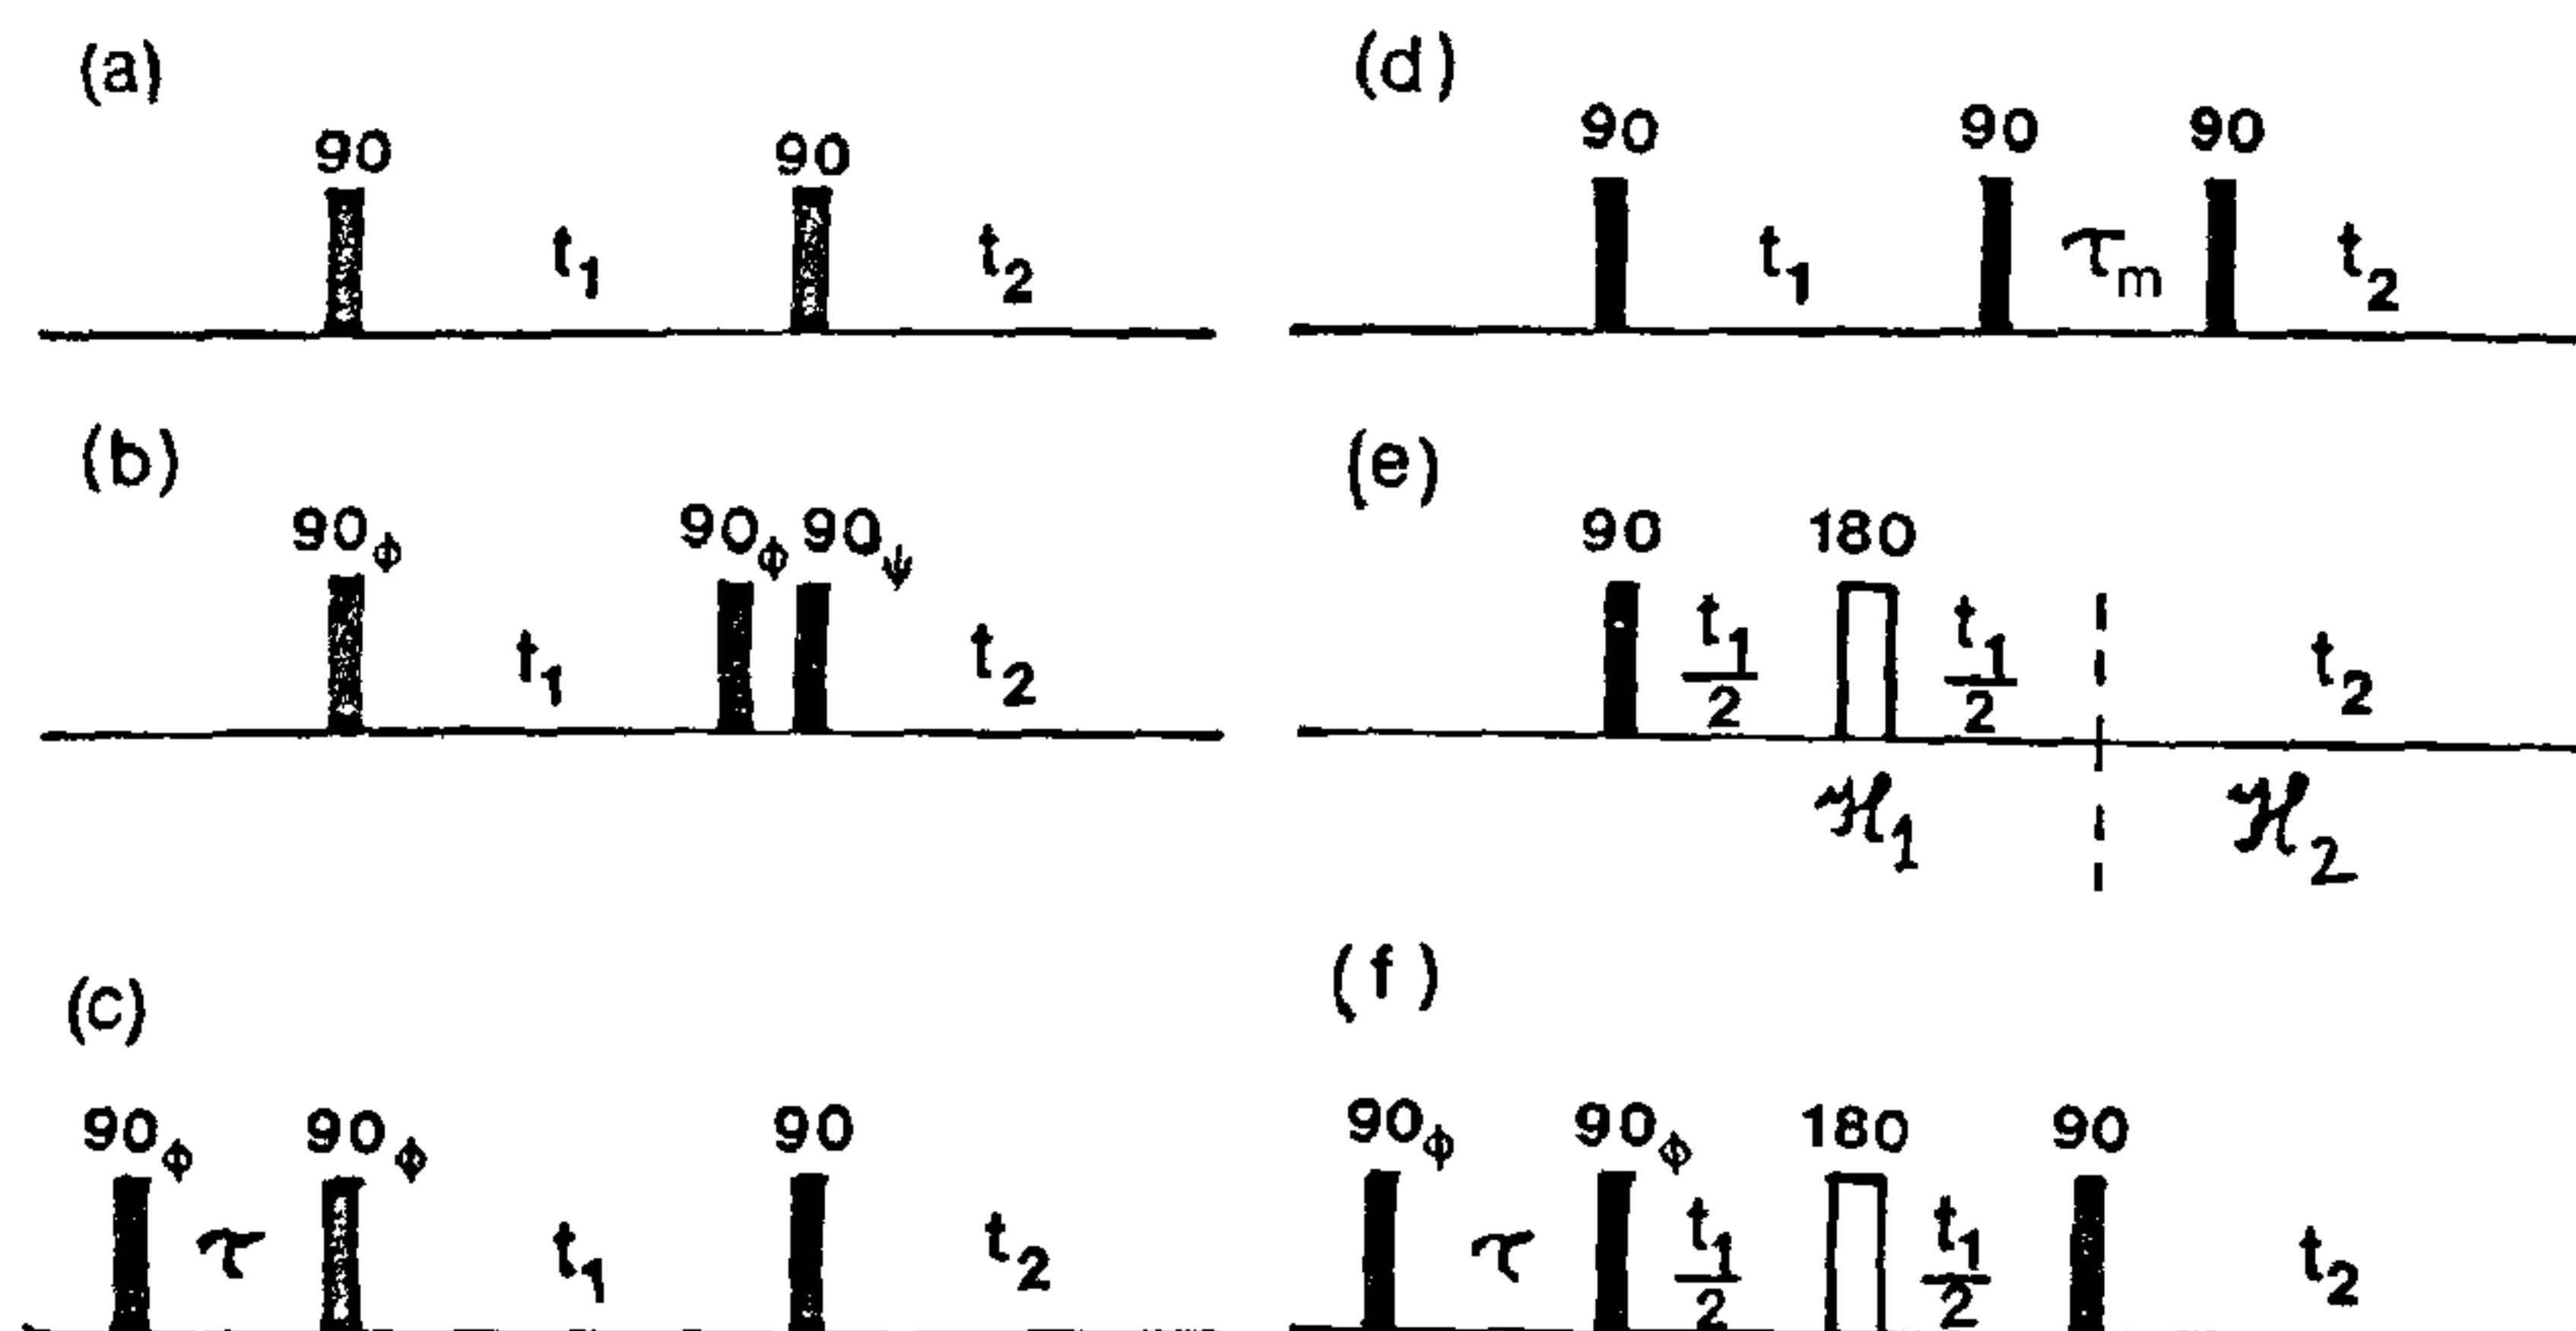 (a)
90 90
t1 t2
(b)
90ϕ 90ϕ 90ψ
t1 t2
(c)
90ϕ 90ϕ 90
τ t1 t2
(d)
90 90 90
t1 τm t2
(e)
90 180
t1/2 t1/2 t2
ℋ1 ℋ2
(f)
90ϕ 90ϕ 180 90
τ t1/2 t1/2 t2